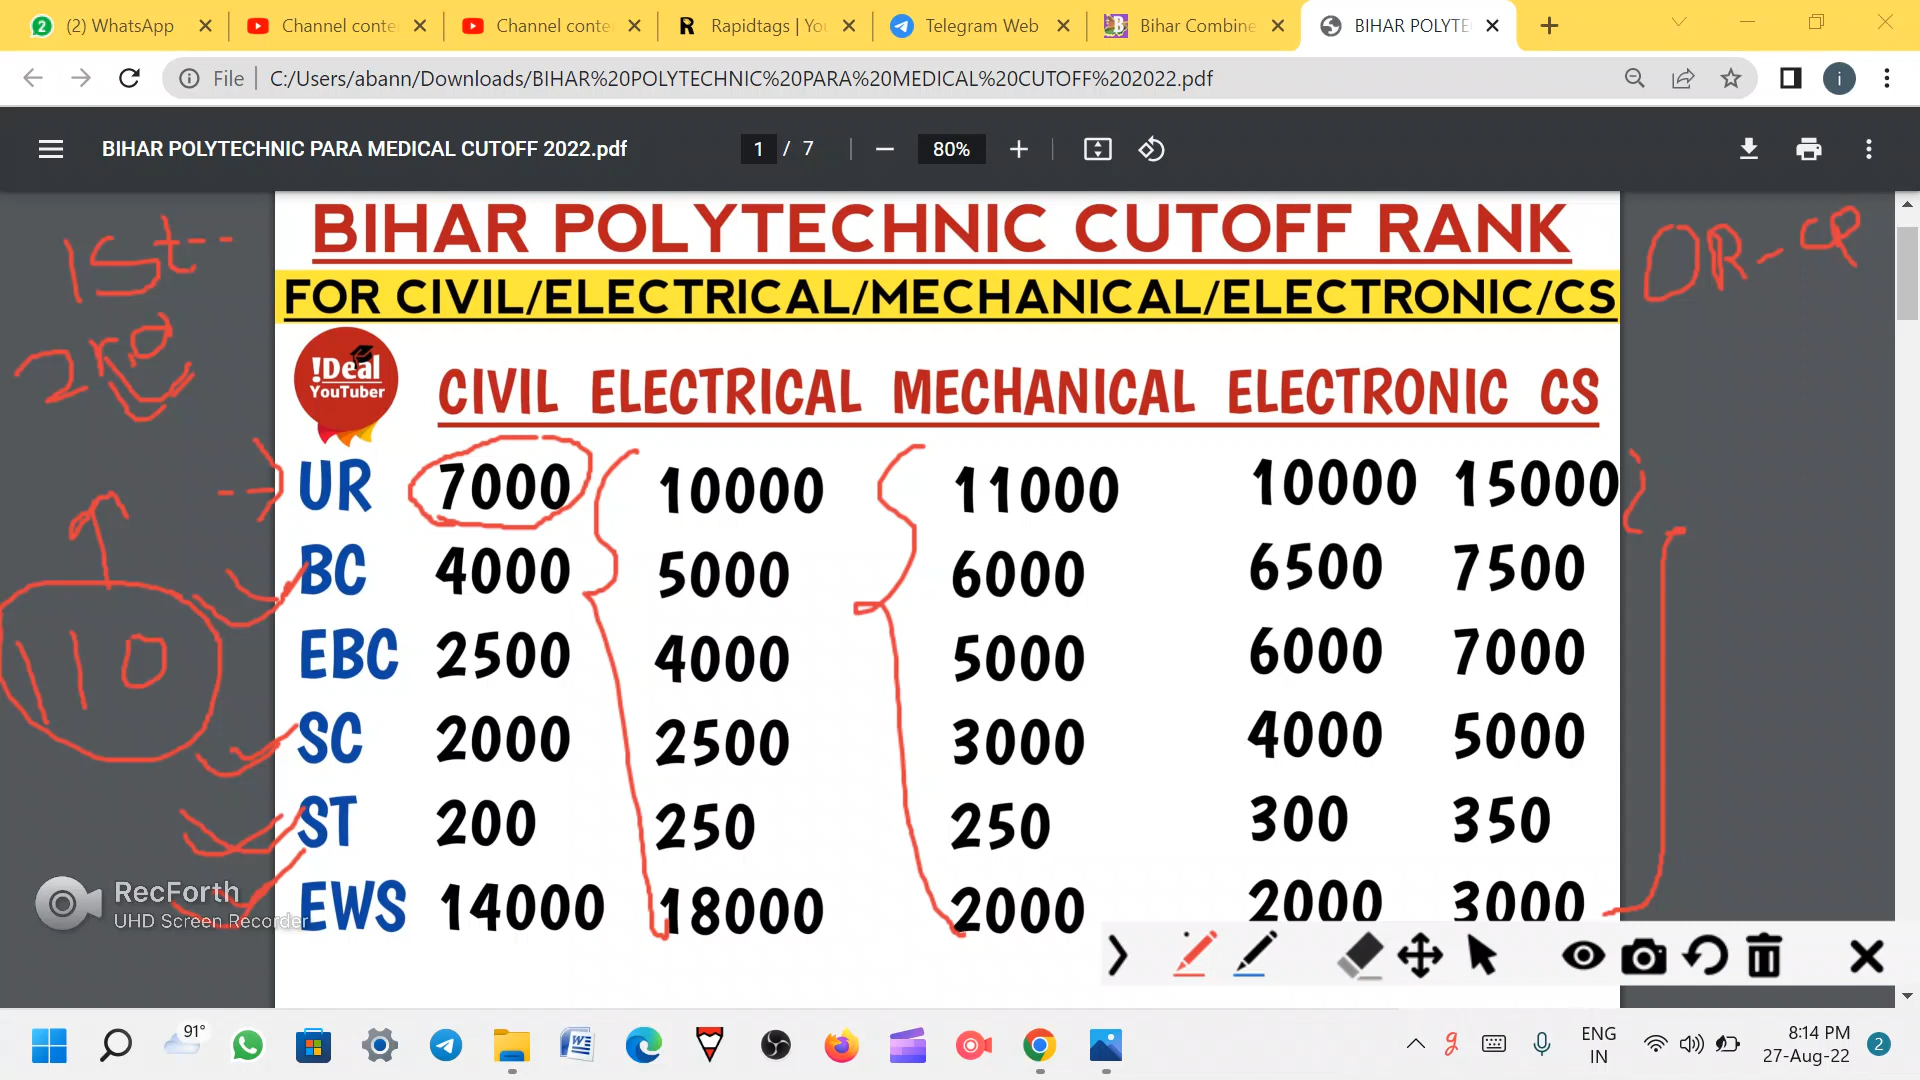 (2) WhatsApp
Channel conte
Channel conte
Rapidtags | You
Telegram Web
Bihar Combine
BIHAR POLYTE
File C:/Users/abann/Downloads/BIHAR%20POLYTECHNIC%20PARA%20MEDICAL%20CUTOFF%202022.pdf
i
BIHAR POLYTECHNIC PARA MEDICAL CUTOFF 2022.pdf
1 / 7
80%
BIHAR POLYTECHNIC CUTOFF RANK
FOR CIVIL/ELECTRICAL/MECHANICAL/ELECTRONIC/CS
1st--
OR-CP
!Deal
YouTuber
CIVIL ELECTRICAL MECHANICAL ELECTRONIC CS
UR 7000 10000 11000 10000 15000
BC 4000 5000 6000 6500 7500
110
EBC 2500 4000 5000 6000 7000
SC 2000 2500 3000 4000 5000
ST 200 250 250 300 350
EWS 14000 18000 2000 2000 3000
RecForth
UHD Screen Recorder
91°
ENG
IN
8:14 PM
27-Aug-22
2